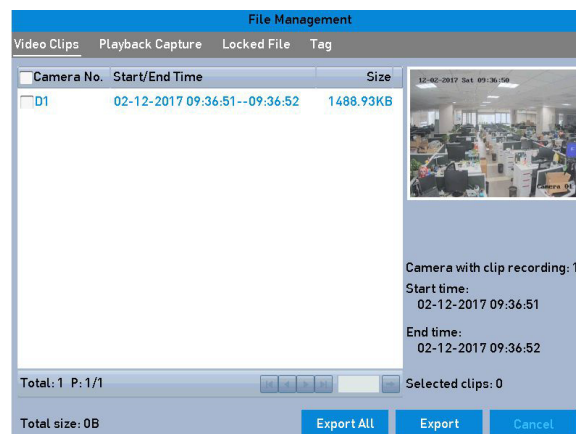 File Management
Video Clips Playback Capture Locked File Tag
Camera No. Start/End Time Size
D1 02-12-2017 09:36:51--09:36:52 1488.93KB
12-02-2017 Sat 09:36:50
Camera 04
Camera with clip recording: 1
Start time:
02-12-2017 09:36:51
End time:
02-12-2017 09:36:52
Total: 1 P: 1/1
Selected clips: 0
Total size: 0B
Export All Export Cancel